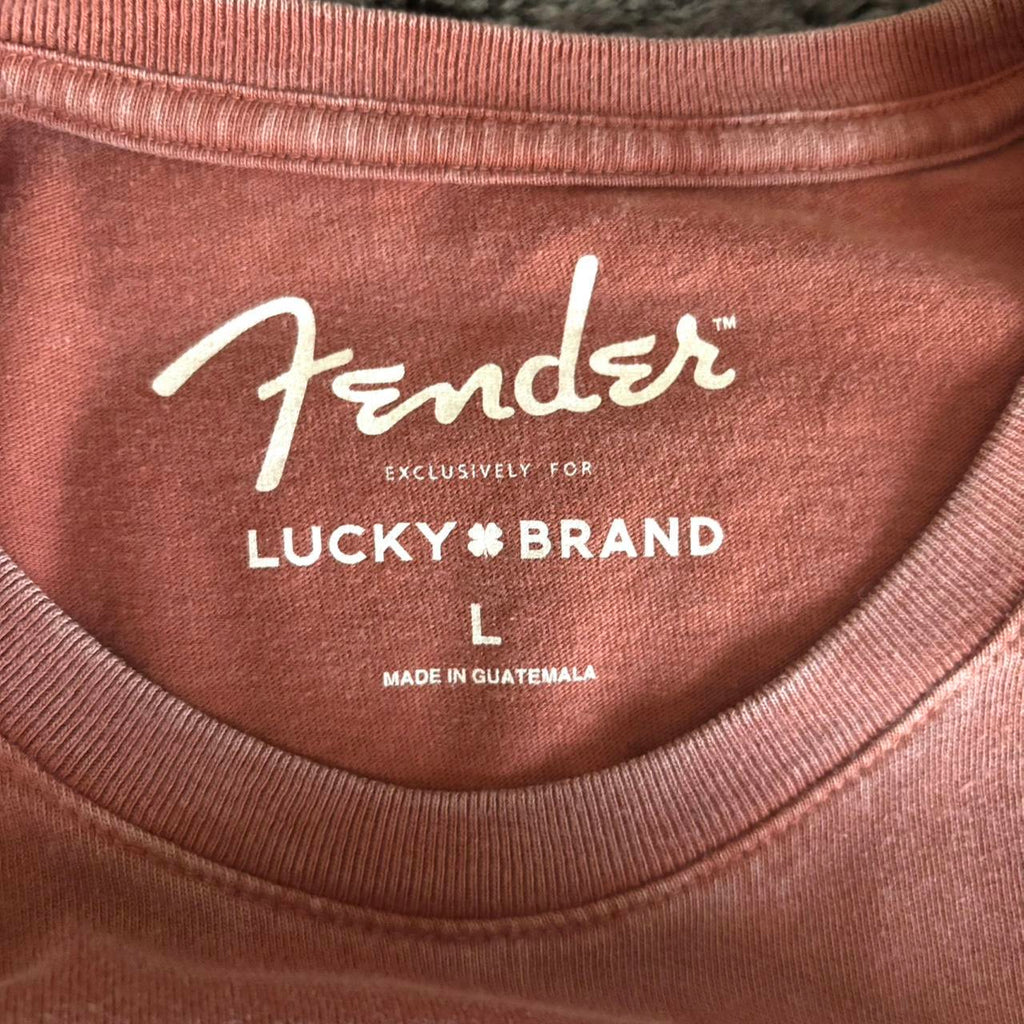 Fender™
EXCLUSIVELY FOR
LUCKY BRAND
L
MADE IN GUATEMALA